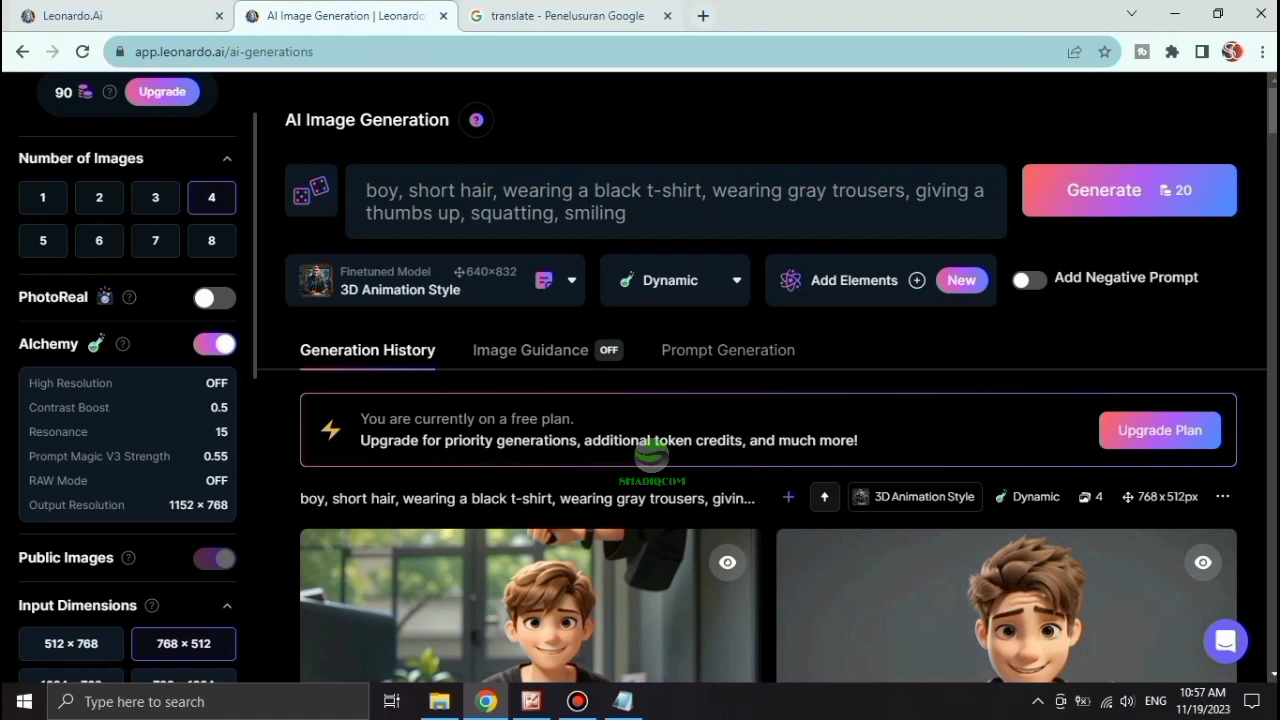 Leonardo.Ai
AI Image Generation | Leonardo
translate - Penelusuran Google
app.leonardo.ai/ai-generations
90 Upgrade
Number of Images
1 2 3 4
5 6 7 8
PhotoReal
Alchemy
High Resolution OFF
Contrast Boost 0.5
Resonance 15
Prompt Magic V3 Strength 0.55
RAW Mode OFF
Output Resolution 1152 × 768
Public Images
Input Dimensions
512 × 768 768 × 512
AI Image Generation ?
boy, short hair, wearing a black t-shirt, wearing gray trousers, giving a
thumbs up, squatting, smiling
Generate 20
Finetuned Model 640×832
3D Animation Style
Dynamic
Add Elements New
Add Negative Prompt
Generation History
Image Guidance OFF
Prompt Generation
You are currently on a free plan.
Upgrade for priority generations, additional token credits, and much more!
Upgrade Plan
SMADIQCOM
boy, short hair, wearing a black t-shirt, wearing gray trousers, givin...
3D Animation Style Dynamic 4 768 x 512px
Type here to search
ENG
10:57 AM
11/19/2023